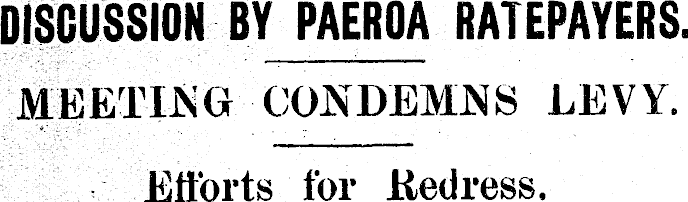 DISCUSSION BY PAEROA RATEPAYERS.
MEETING CONDEMNS LEVY.
Efforts for Redress.